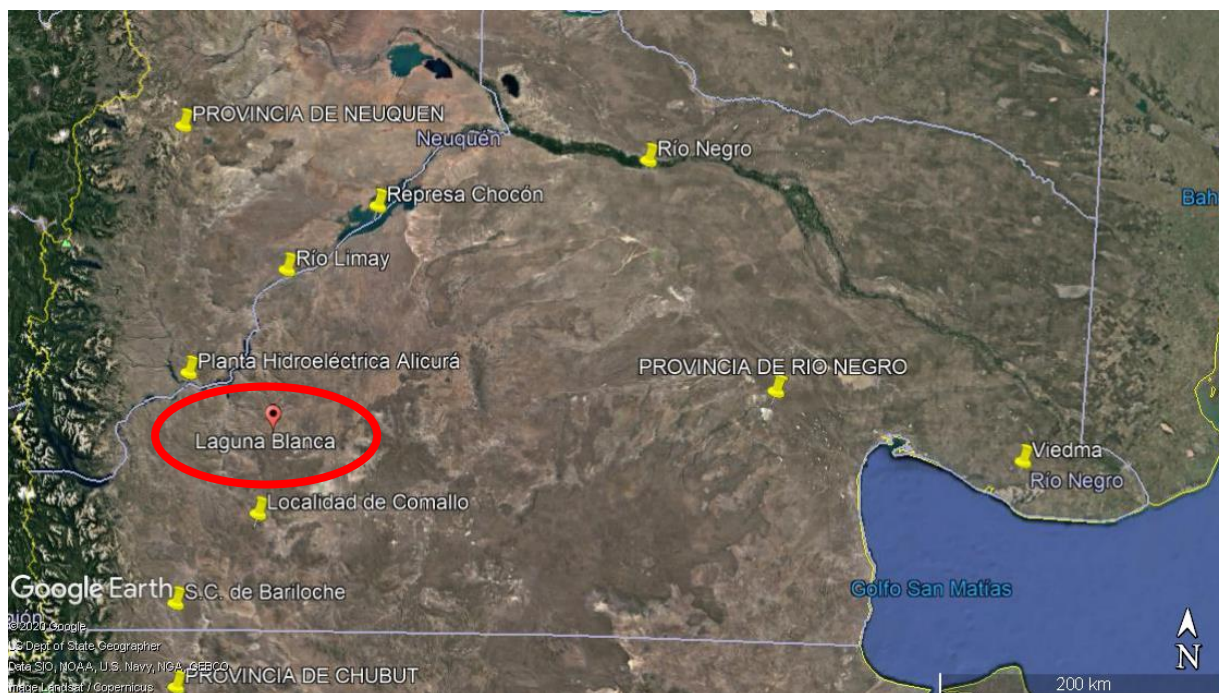 PROVINCIA DE NEUQUEN
Neuquén
Río Negro
Represa Chocón
Bah
Río Limay
Planta Hidroeléctrica Alicurá
PROVINCIA DE RIO NEGRO
Laguna Blanca
Viedma
Río Negro
Localidad de Comallo
Google Earth
S.C. de Bariloche
Golfo San Matías
©2020 Google
US Dept of State Geographer
Data SIO, NOAA, U.S. Navy, NGA, GEBCO
Image Landsat / Copernicus
PROVINCIA DE CHUBUT
N
200 km